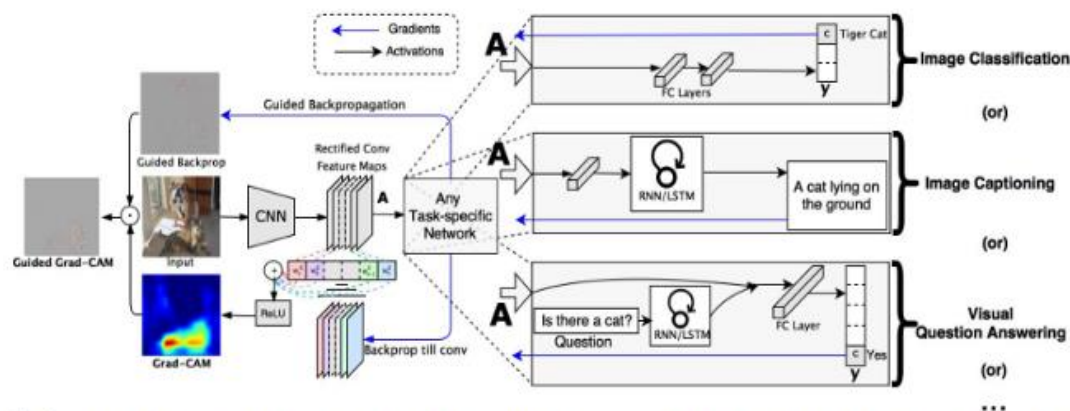 Gradients
Activations
Guided Backpropagation
Guided Backprop
Rectified Conv
Feature Maps
A
CNN
Any
Task-specific
Network
Input
Guided Grad-CAM
ReLU
Grad-CAM
Backprop till conv
A
FC Layers
c
Tiger Cat
y
Image Classification
(or)
A
RNN/LSTM
A cat lying on
the ground
Image Captioning
(or)
A
Is there a cat?
Question
RNN/LSTM
FC Layer
c
Yes
y
Visual
Question Answering
(or)
...